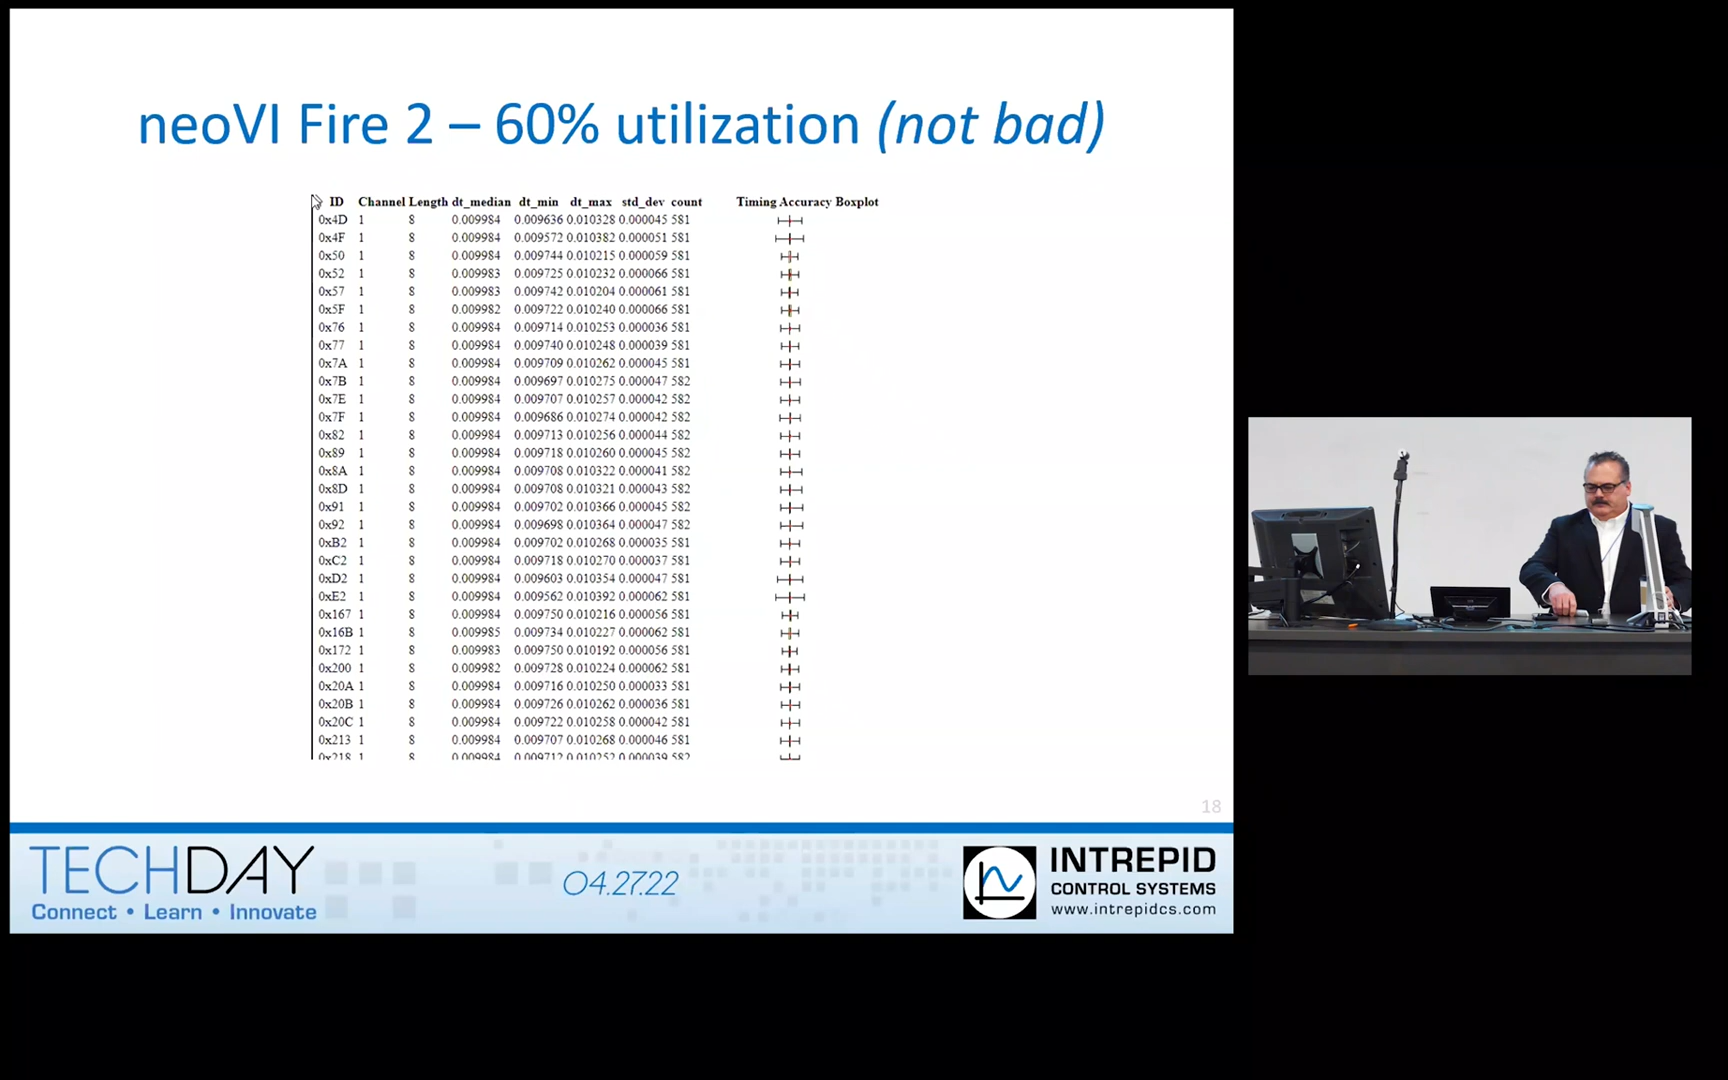 neoVI Fire 2 – 60% utilization (not bad)
ID Channel Length dt_median dt_min dt_max std_dev count Timing Accuracy Boxplot
0x4D 1 8 0.009984 0.009636 0.010328 0.000045 581
0x4F 1 8 0.009984 0.009572 0.010382 0.000051 581
0x50 1 8 0.009984 0.009744 0.010215 0.000059 581
0x52 1 8 0.009983 0.009725 0.010232 0.000066 581
0x57 1 8 0.009983 0.009742 0.010204 0.000061 581
0x5F 1 8 0.009982 0.009722 0.010240 0.000066 581
0x76 1 8 0.009984 0.009714 0.010253 0.000036 581
0x77 1 8 0.009984 0.009740 0.010248 0.000039 581
0x7A 1 8 0.009984 0.009709 0.010262 0.000045 581
0x7B 1 8 0.009984 0.009697 0.010275 0.000047 582
0x7E 1 8 0.009984 0.009707 0.010257 0.000042 582
0x7F 1 8 0.009984 0.009686 0.010274 0.000042 582
0x82 1 8 0.009984 0.009713 0.010256 0.000044 582
0x89 1 8 0.009984 0.009718 0.010260 0.000045 582
0x8A 1 8 0.009984 0.009708 0.010322 0.000041 582
0x8D 1 8 0.009984 0.009708 0.010321 0.000043 582
0x91 1 8 0.009984 0.009702 0.010366 0.000045 582
0x92 1 8 0.009984 0.009698 0.010364 0.000047 582
0xB2 1 8 0.009984 0.009702 0.010268 0.000035 581
0xC2 1 8 0.009984 0.009718 0.010270 0.000037 581
0xD2 1 8 0.009984 0.009603 0.010354 0.000047 581
0xE2 1 8 0.009984 0.009562 0.010392 0.000062 581
0x167 1 8 0.009984 0.009750 0.010216 0.000056 581
0x16B 1 8 0.009985 0.009734 0.010227 0.000062 581
0x172 1 8 0.009983 0.009750 0.010192 0.000056 581
0x200 1 8 0.009982 0.009728 0.010224 0.000062 581
0x20A 1 8 0.009984 0.009716 0.010250 0.000033 581
0x20B 1 8 0.009984 0.009726 0.010262 0.000036 581
0x20C 1 8 0.009984 0.009722 0.010258 0.000042 581
0x213 1 8 0.009984 0.009707 0.010268 0.000046 581
0x218 1 8 0.009984 0.009712 0.010252 0.000039 582
18
TECHDAY
Connect • Learn • Innovate
04.27.22
INTREPID
CONTROL SYSTEMS
www.intrepidcs.com